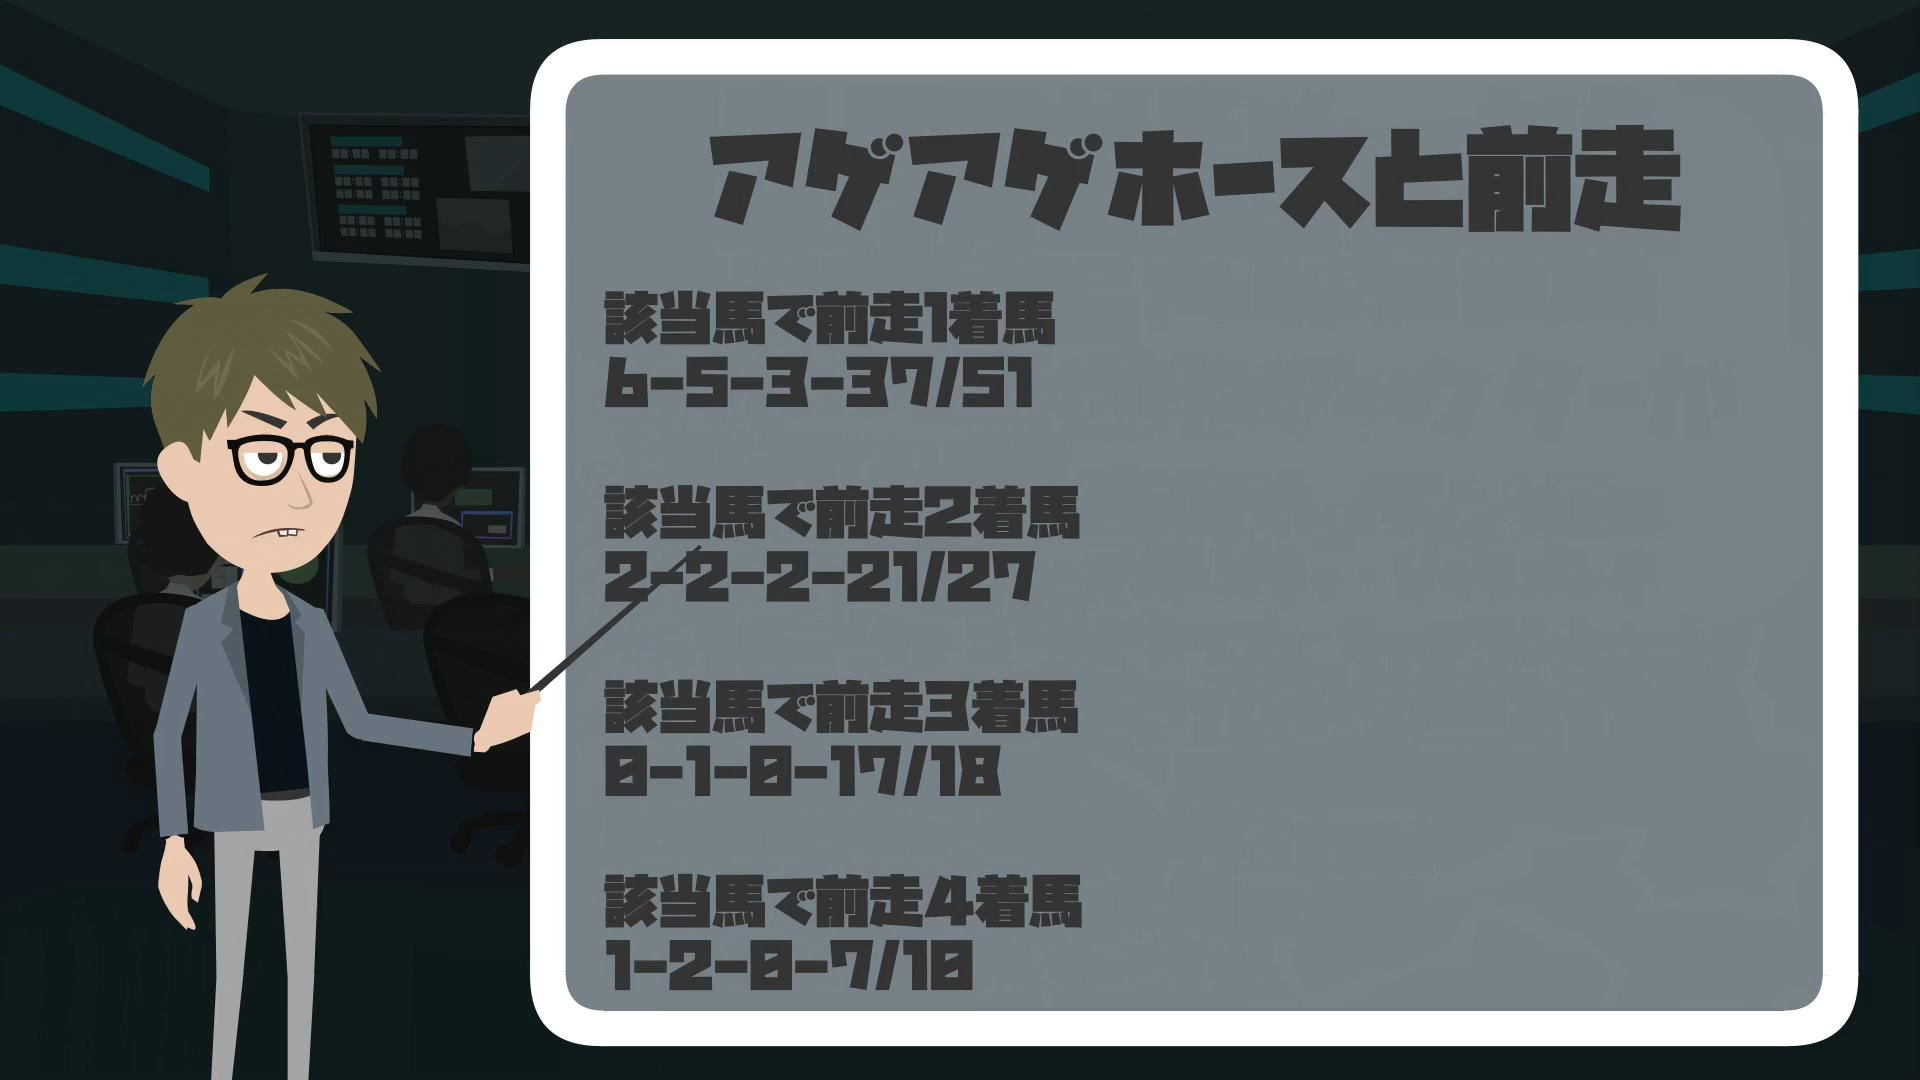 アゲアゲホースと前走
該当馬で前走1着馬
6-5-3-37/51
該当馬で前走2着馬
2-2-2-21/27
該当馬で前走3着馬
0-1-0-17/18
該当馬で前走4着馬
1-2-0-7/10